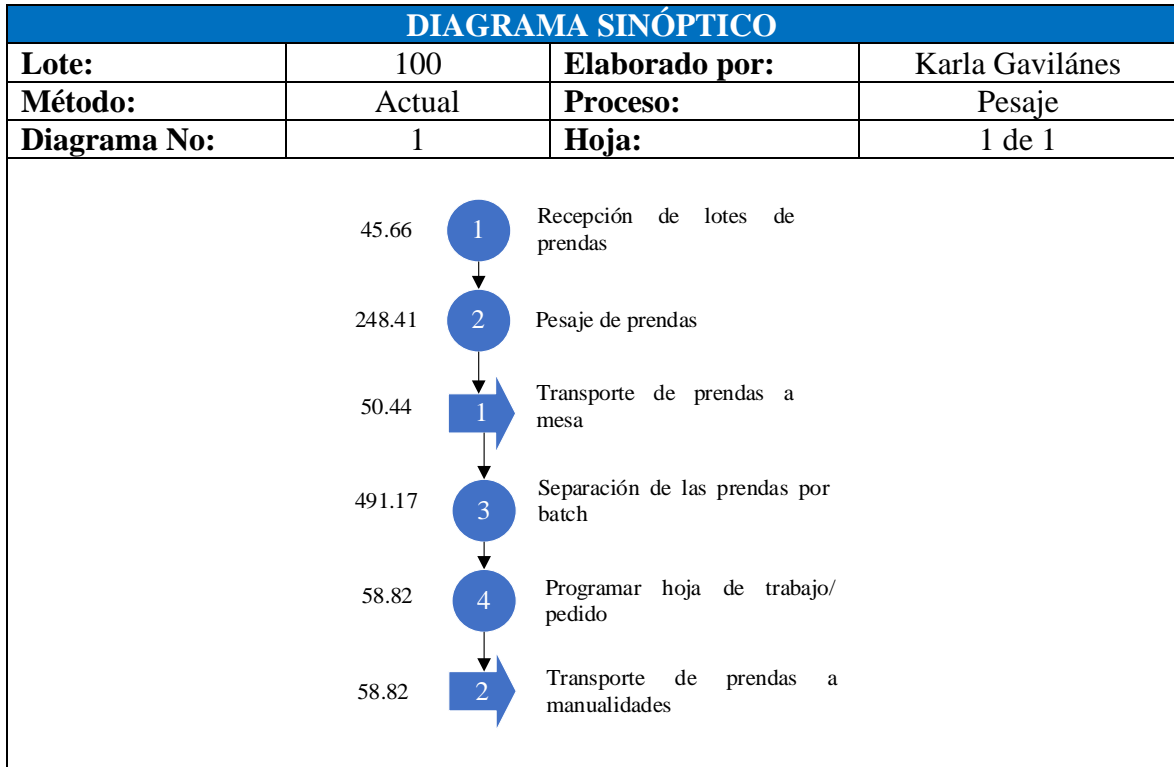 DIAGRAMA SINÓPTICO
Lote: 100 Elaborado por: Karla Gavilánes
Método: Actual Proceso: Pesaje
Diagrama No: 1 Hoja: 1 de 1
45.66 1 Recepción de lotes de
prendas
248.41 2 Pesaje de prendas
50.44 1 Transporte de prendas a
mesa
491.17 3 Separación de las prendas por
batch
58.82 4 Programar hoja de trabajo/
pedido
58.82 2 Transporte de prendas a
manualidades